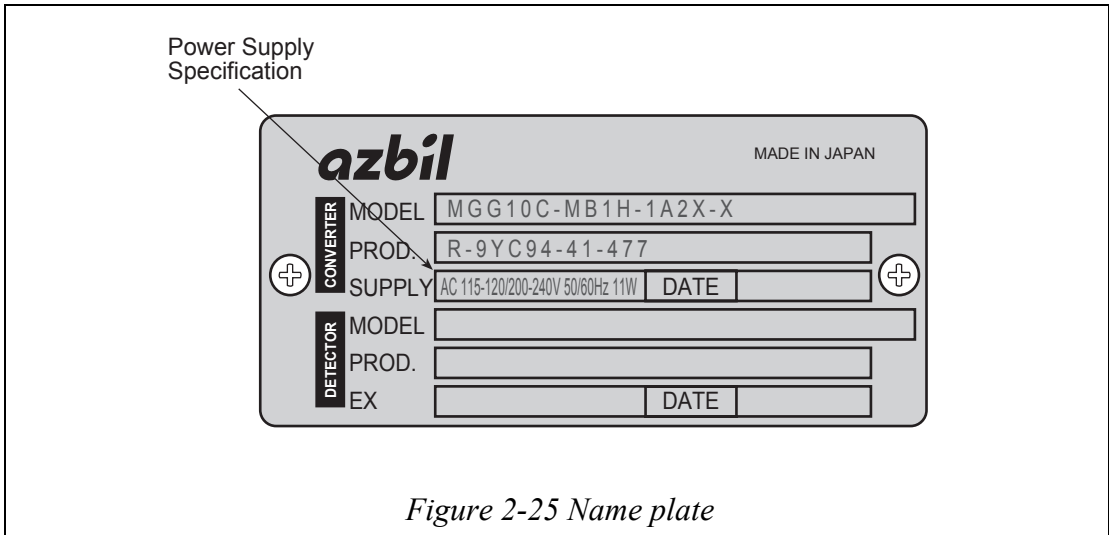 Power Supply
Specification
azbil
MADE IN JAPAN
CONVERTER
MODEL MGG10C-MB1H-1A2X-X
PROD. R-9YC94-41-477
SUPPLY AC 115-120/200-240V 50/60Hz 11W DATE
DETECTOR
MODEL
PROD.
EX DATE
Figure 2-25 Name plate